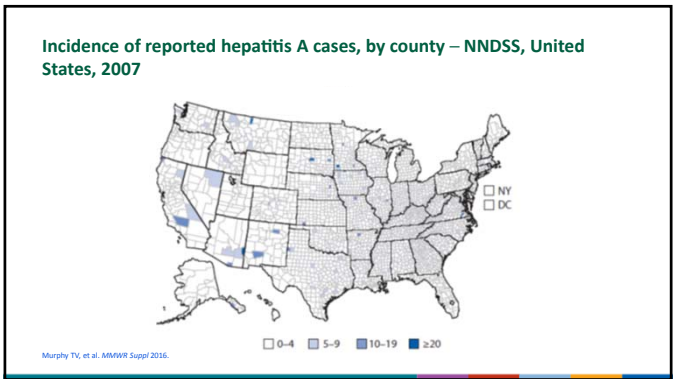 Incidence of reported hepatitis A cases, by county – NNDSS, United
States, 2007
NY
DC
0–4 5–9 10–19 ≥20
Murphy TV, et al. MMWR Suppl 2016.